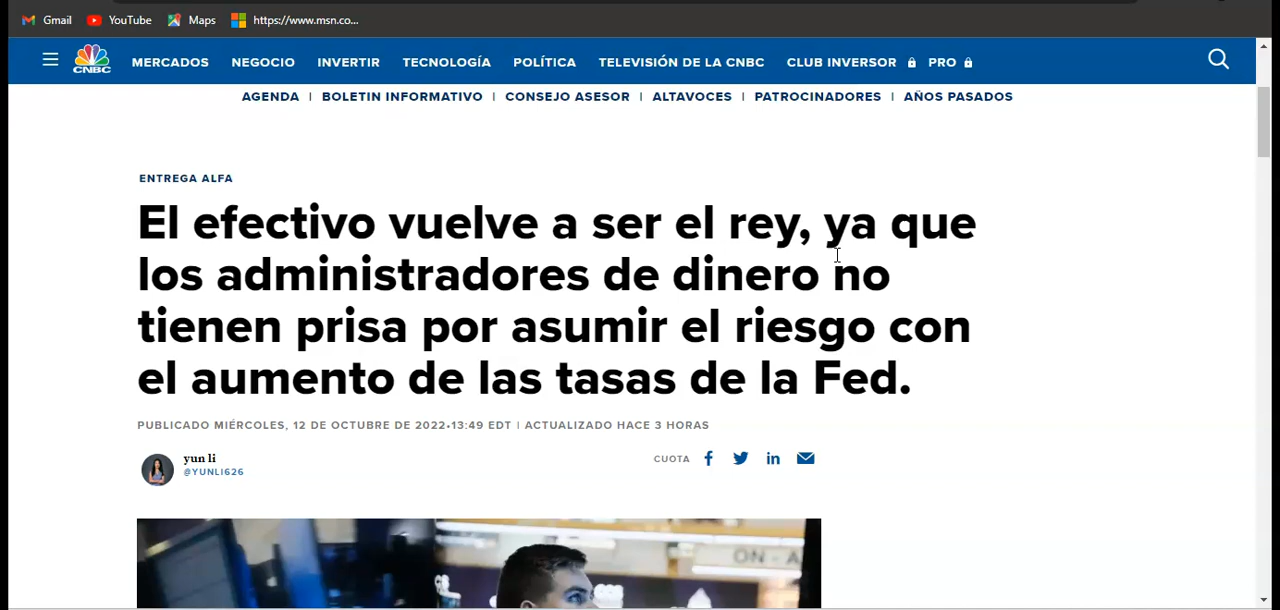 Gmail YouTube Maps https://www.msn.co...
CNBC MERCADOS NEGOCIO INVERTIR TECNOLOGÍA POLÍTICA TELEVISIÓN DE LA CNBC CLUB INVERSOR PRO
AGENDA | BOLETIN INFORMATIVO | CONSEJO ASESOR | ALTAVOCES | PATROCINADORES | AÑOS PASADOS
ENTREGA ALFA
El efectivo vuelve a ser el rey, ya que
los administradores de dinero no
tienen prisa por asumir el riesgo con
el aumento de las tasas de la Fed.
PUBLICADO MIÉRCOLES, 12 DE OCTUBRE DE 2022•13:49 EDT | ACTUALIZADO HACE 3 HORAS
yun li
@YUNLI626
CUOTA
ON - A